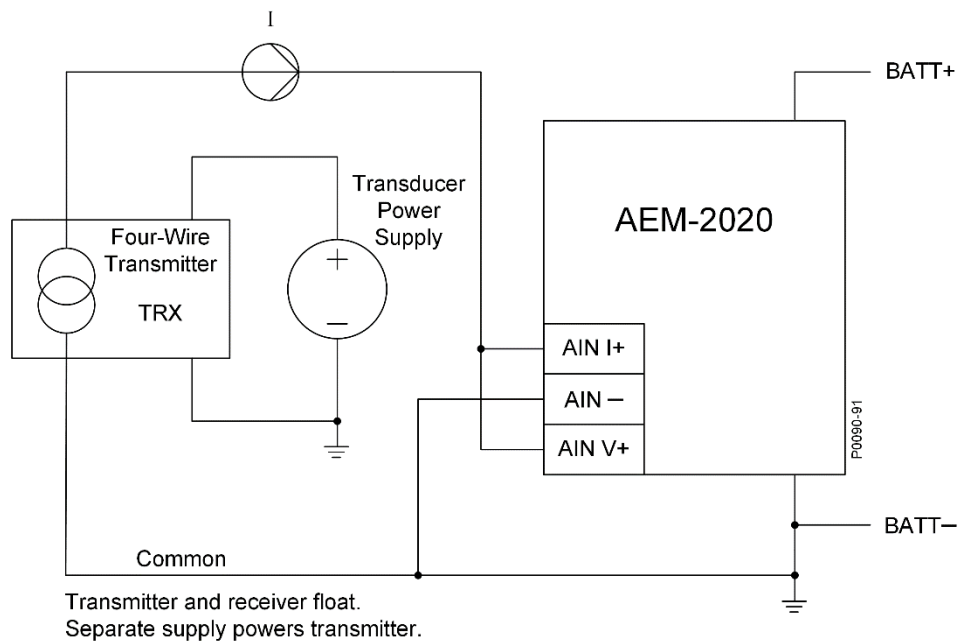 I
BATT+
Transducer
Power
Supply
Four-Wire
Transmitter
TRX
+
–
AEM-2020
AIN I+
AIN –
AIN V+
P0090-91
BATT–
Common
Transmitter and receiver float.
Separate supply powers transmitter.